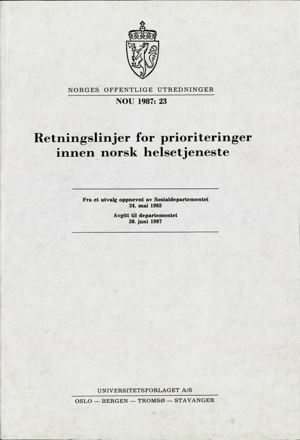 NORGES OFFENTLIGE UTREDNINGER
NOU 1987: 23
Retningslinjer for prioriteringer
innen norsk helsetjeneste
Fra et utvalg oppnevnt av Sosialdepartementet
24. mai 1985
Avgitt til departementet
30. juni 1987
UNIVERSITETSFORLAGET A/S
OSLO — BERGEN — TROMSØ — STAVANGER